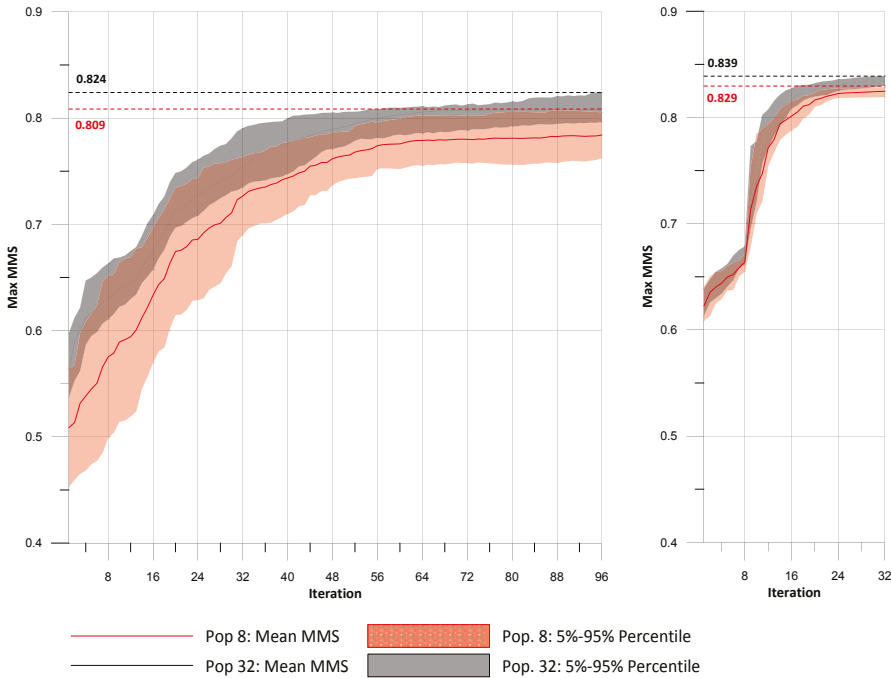 0.9
0.8
0.7
0.6
0.5
0.4
Max MMS
0.824
0.809
8 16 24 32 40 48 56 64 72 80 88 96
Iteration
0.9
0.8
0.7
0.6
0.5
0.4
Max MMS
0.839
0.829
8 16 24 32
Iteration
Pop 8: Mean MMS
Pop. 8: 5%-95% Percentile
Pop 32: Mean MMS
Pop. 32: 5%-95% Percentile